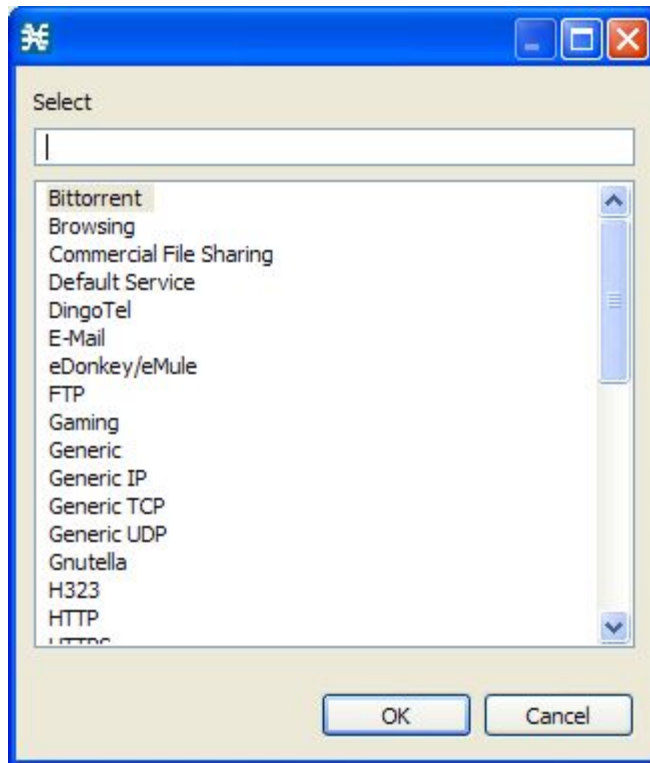 Select
Bittorrent
Browsing
Commercial File Sharing
Default Service
DingoTel
E-Mail
eDonkey/eMule
FTP
Gaming
Generic
Generic IP
Generic TCP
Generic UDP
Gnutella
H323
HTTP
HTTPS
OK Cancel